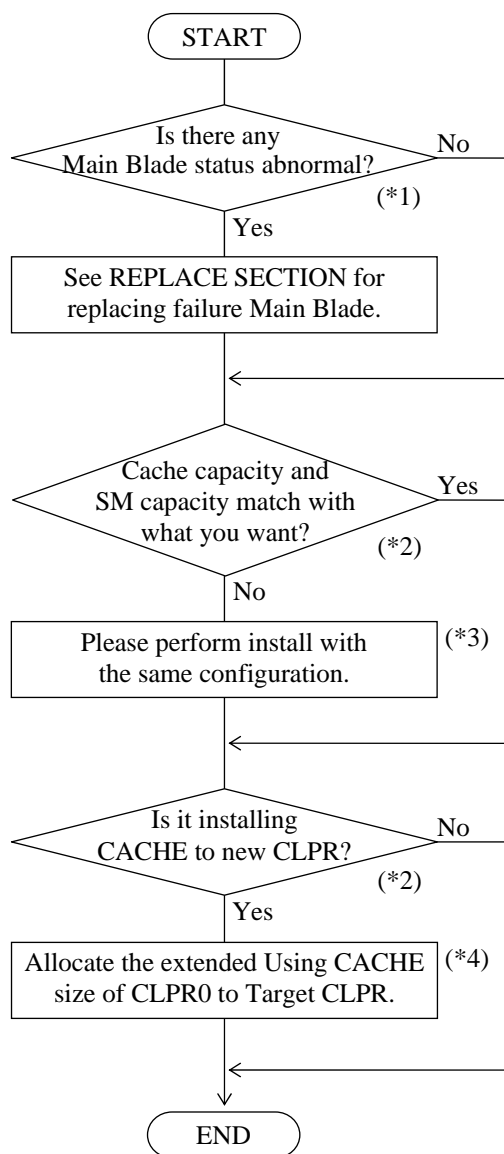 START
Is there any
Main Blade status abnormal?
No
(*1)
Yes
See REPLACE SECTION for
replacing failure Main Blade.
Cache capacity and
SM capacity match with
what you want?
Yes
(*2)
No
Please perform install with
the same configuration.
(*3)
Is it installing
CACHE to new CLPR?
No
(*2)
Yes
Allocate the extended Using CACHE
size of CLPR0 to Target CLPR.
(*4)
END